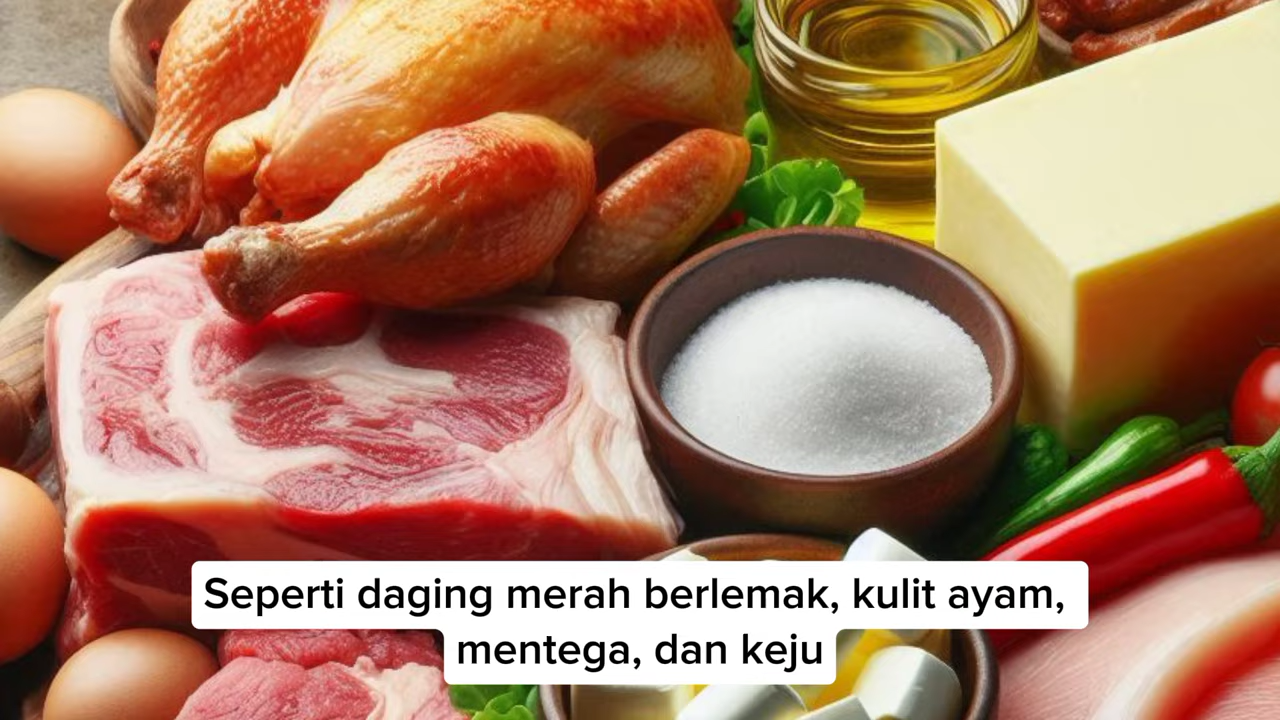 Seperti daging merah berlemak, kulit ayam,
mentega, dan keju